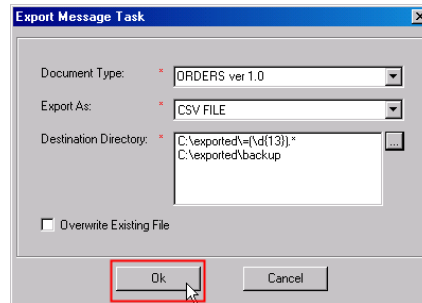 Export Message Task
Document Type: * ORDERS ver 1.0
Export As: * CSV FILE
Destination Directory: * C:\exported\=(\d{13}).*
C:\exported\backup
...
Overwrite Existing File
Ok Cancel